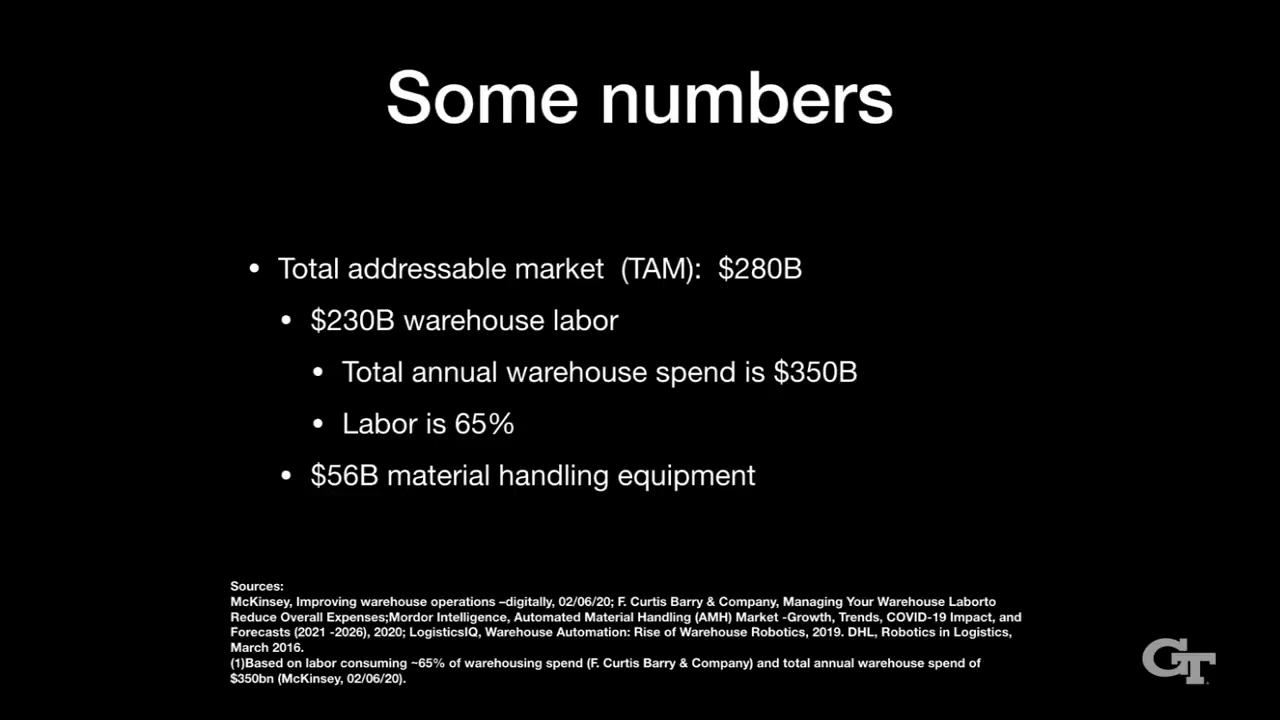 Some numbers
• Total addressable market (TAM): $280B
• $230B warehouse labor
• Total annual warehouse spend is $350B
• Labor is 65%
• $56B material handling equipment
Sources:
McKinsey, Improving warehouse operations –digitally, 02/06/20; F. Curtis Barry & Company, Managing Your Warehouse Laborto
Reduce Overall Expenses;Mordor Intelligence, Automated Material Handling (AMH) Market -Growth, Trends, COVID-19 Impact, and
Forecasts (2021 -2026), 2020; LogisticsIQ, Warehouse Automation: Rise of Warehouse Robotics, 2019. DHL, Robotics in Logistics,
March 2016.
(1)Based on labor consuming ~65% of warehousing spend (F. Curtis Barry & Company) and total annual warehouse spend of
$350bn (McKinsey, 02/06/20).
GT